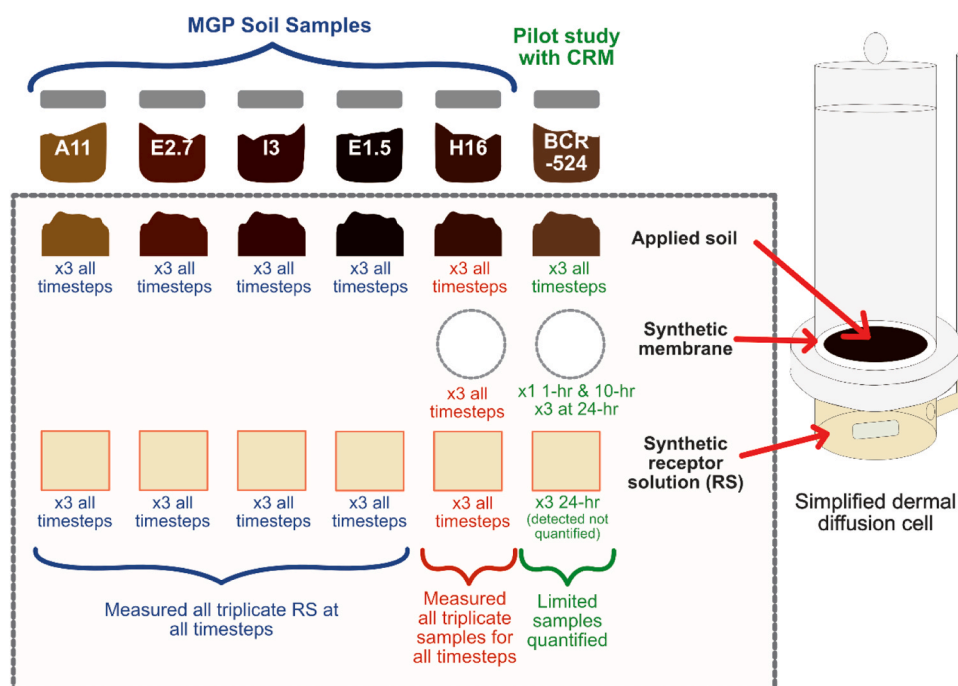 MGP Soil Samples
Pilot study
with CRM
A11
E2.7
I3
E1.5
H16
BCR
-524
Applied soil
x3 all
timesteps
x3 all
timesteps
x3 all
timesteps
x3 all
timesteps
x3 all
timesteps
x3 all
timesteps
Synthetic
membrane
x3 all
timesteps
x1 1-hr & 10-hr
x3 at 24-hr
Synthetic
receptor
solution (RS)
x3 all
timesteps
x3 all
timesteps
x3 all
timesteps
x3 all
timesteps
x3 all
timesteps
x3 24-hr
(detected not
quantified)
Simplified dermal
diffusion cell
Measured all triplicate RS at
all timesteps
Measured
all triplicate
samples for
all timesteps
Limited
samples
quantified